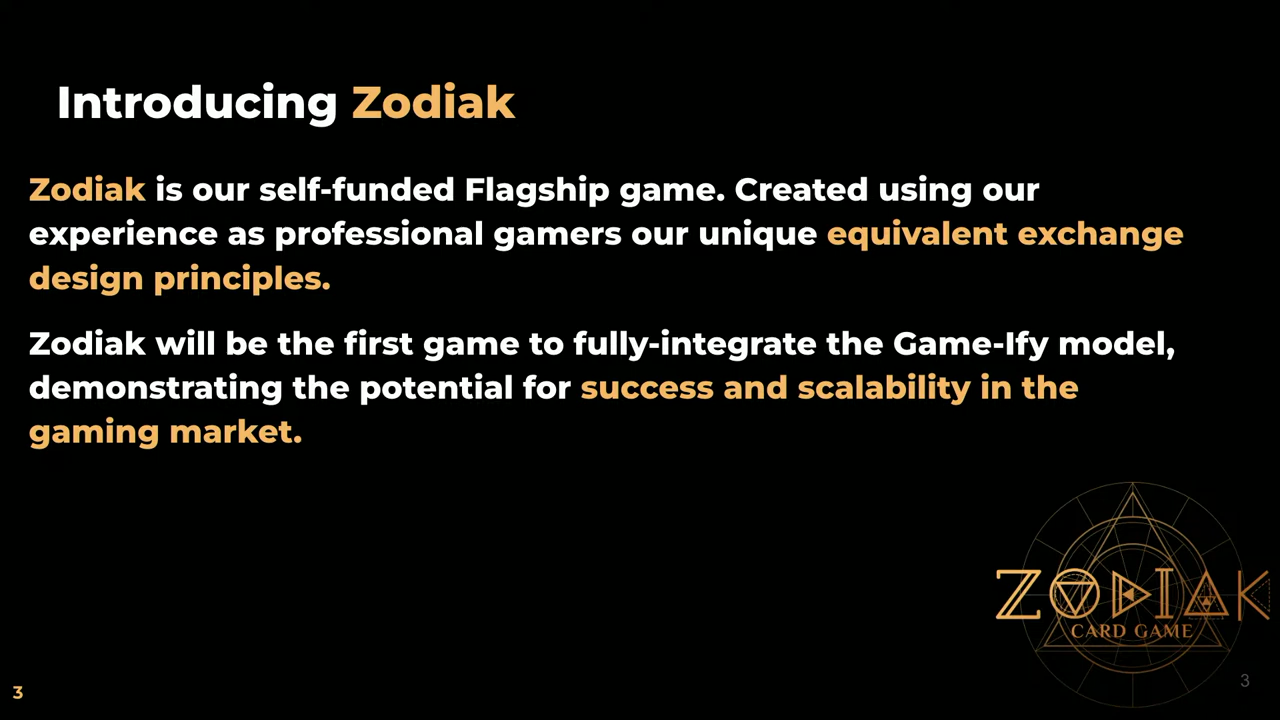 Introducing Zodiak
Zodiak is our self-funded Flagship game. Created using our
experience as professional gamers our unique equivalent exchange
design principles.
Zodiak will be the first game to fully-integrate the Game-Ify model,
demonstrating the potential for success and scalability in the
gaming market.
ZODIAK
CARD GAME
3
3